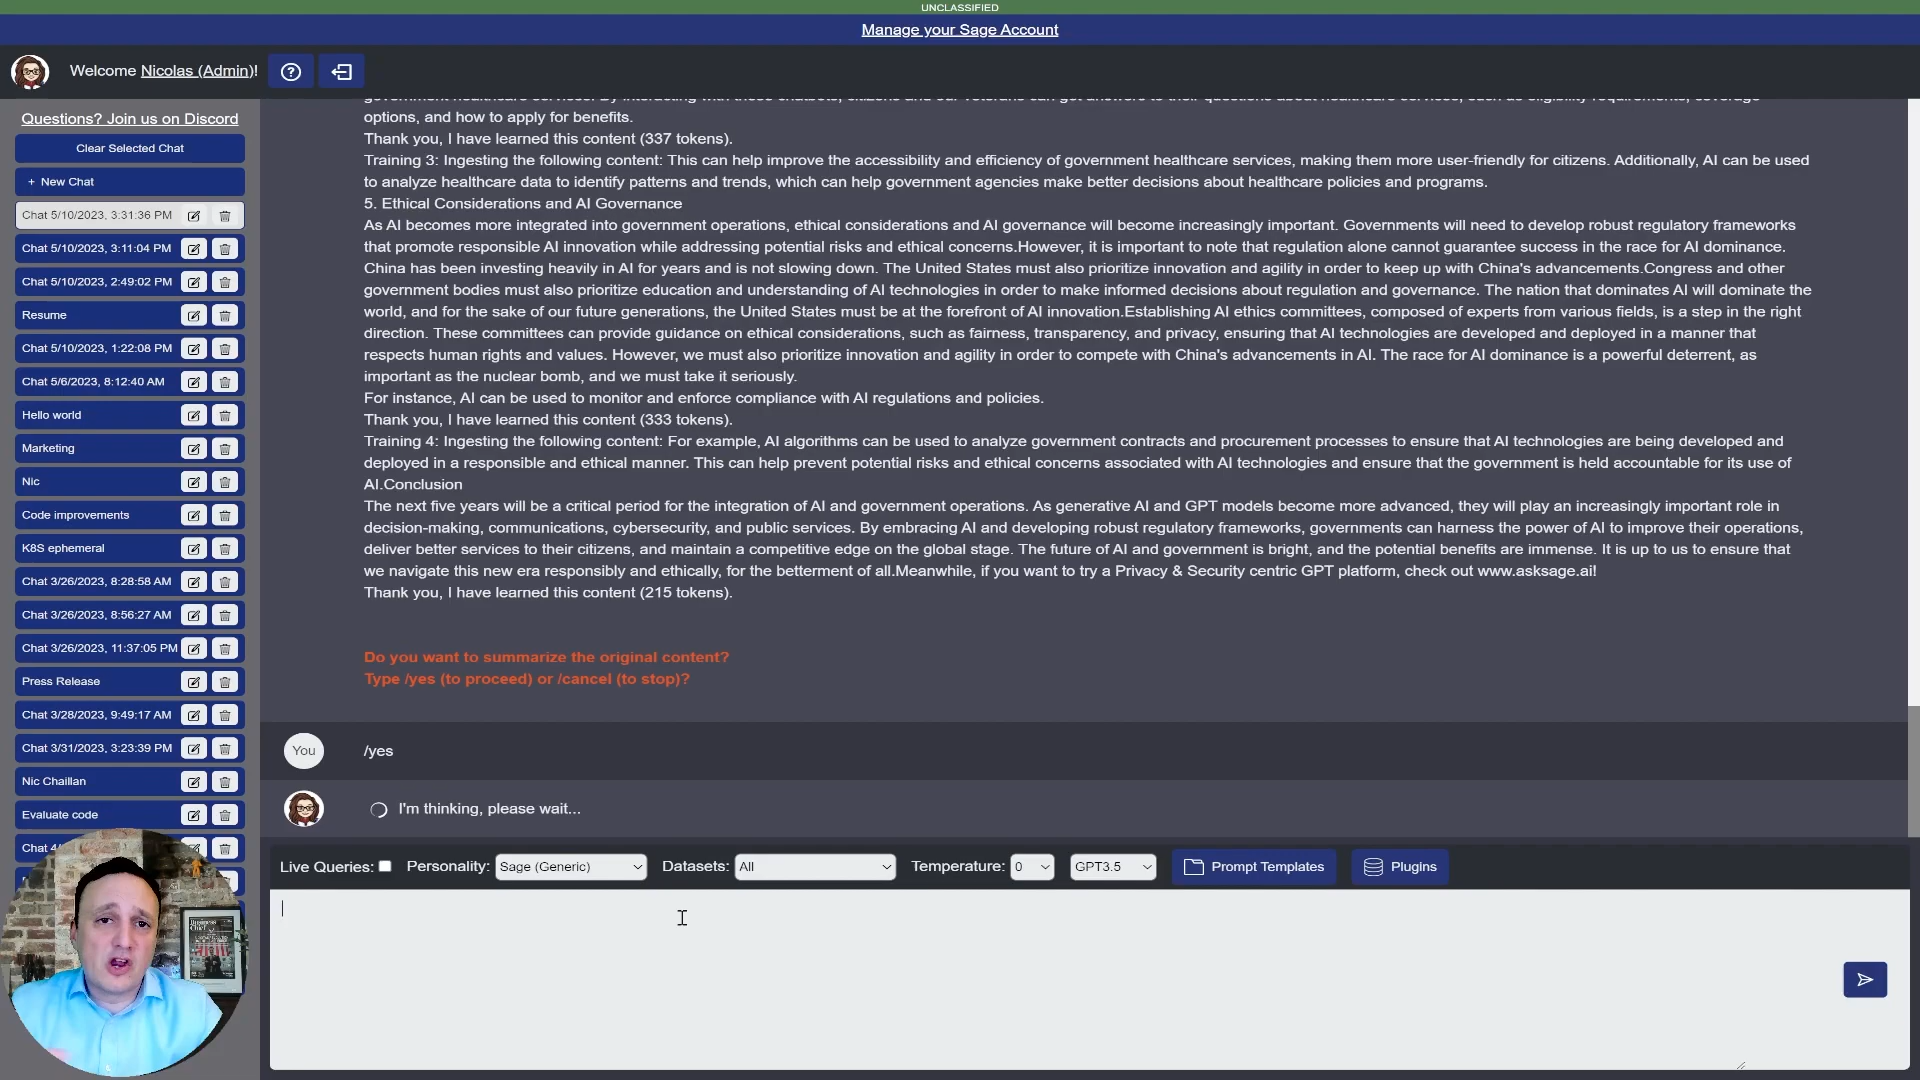 UNCLASSIFIED
Manage your Sage Account
Welcome Nicolas (Admin)!
Questions? Join us on Discord
Clear Selected Chat
+ New Chat
Chat 5/10/2023, 3:31:36 PM
Chat 5/10/2023, 3:11:04 PM
Chat 5/10/2023, 2:49:02 PM
Resume
Chat 5/10/2023, 1:22:08 PM
Chat 5/6/2023, 8:12:40 AM
Hello world
Marketing
Nic
Code improvements
K8S ephemeral
Chat 3/26/2023, 8:28:58 AM
Chat 3/26/2023, 8:56:27 AM
Chat 3/26/2023, 11:37:05 PM
Press Release
Chat 3/28/2023, 9:49:17 AM
Chat 3/31/2023, 3:23:39 PM
Nic Chaillan
Evaluate code
Chat 4/
government healthcare services. By interacting with these chatbots, citizens and our veterans can get answers to their questions about healthcare services, such as eligibility requirements, coverage
options, and how to apply for benefits.
Thank you, I have learned this content (337 tokens).
Training 3: Ingesting the following content: This can help improve the accessibility and efficiency of government healthcare services, making them more user-friendly for citizens. Additionally, AI can be used
to analyze healthcare data to identify patterns and trends, which can help government agencies make better decisions about healthcare policies and programs.
5. Ethical Considerations and AI Governance
As AI becomes more integrated into government operations, ethical considerations and AI governance will become increasingly important. Governments will need to develop robust regulatory frameworks
that promote responsible AI innovation while addressing potential risks and ethical concerns.However, it is important to note that regulation alone cannot guarantee success in the race for AI dominance.
China has been investing heavily in AI for years and is not slowing down. The United States must also prioritize innovation and agility in order to keep up with China's advancements.Congress and other
government bodies must also prioritize education and understanding of AI technologies in order to make informed decisions about regulation and governance. The nation that dominates AI will dominate the
world, and for the sake of our future generations, the United States must be at the forefront of AI innovation.Establishing AI ethics committees, composed of experts from various fields, is a step in the right
direction. These committees can provide guidance on ethical considerations, such as fairness, transparency, and privacy, ensuring that AI technologies are developed and deployed in a manner that
respects human rights and values. However, we must also prioritize innovation and agility in order to compete with China's advancements in AI. The race for AI dominance is a powerful deterrent, as
important as the nuclear bomb, and we must take it seriously.
For instance, AI can be used to monitor and enforce compliance with AI regulations and policies.
Thank you, I have learned this content (333 tokens).
Training 4: Ingesting the following content: For example, AI algorithms can be used to analyze government contracts and procurement processes to ensure that AI technologies are being developed and
deployed in a responsible and ethical manner. This can help prevent potential risks and ethical concerns associated with AI technologies and ensure that the government is held accountable for its use of
AI.Conclusion
The next five years will be a critical period for the integration of AI and government operations. As generative AI and GPT models become more advanced, they will play an increasingly important role in
decision-making, communications, cybersecurity, and public services. By embracing AI and developing robust regulatory frameworks, governments can harness the power of AI to improve their operations,
deliver better services to their citizens, and maintain a competitive edge on the global stage. The future of AI and government is bright, and the potential benefits are immense. It is up to us to ensure that
we navigate this new era responsibly and ethically, for the betterment of all.Meanwhile, if you want to try a Privacy & Security centric GPT platform, check out www.asksage.ai!
Thank you, I have learned this content (215 tokens).
Do you want to summarize the original content?
Type /yes (to proceed) or /cancel (to stop)?
You
/yes
I'm thinking, please wait...
Live Queries: Personality: Sage (Generic) Datasets: All Temperature: 0 GPT3.5 Prompt Templates Plugins